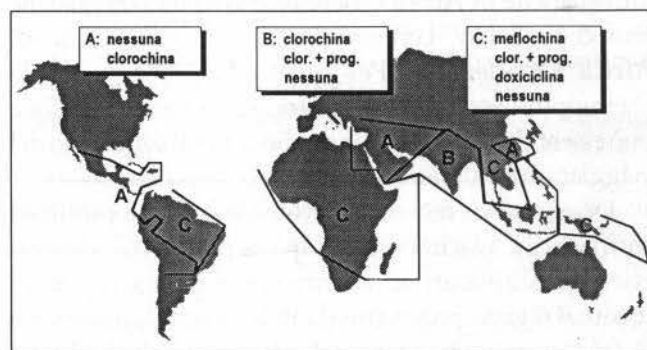 A: nessuna
clorochina
B: clorochina
clor. + prog.
nessuna
C: meflochina
clor. + prog.
doxiciclina
nessuna
A
C
A
B
C
A
C
C